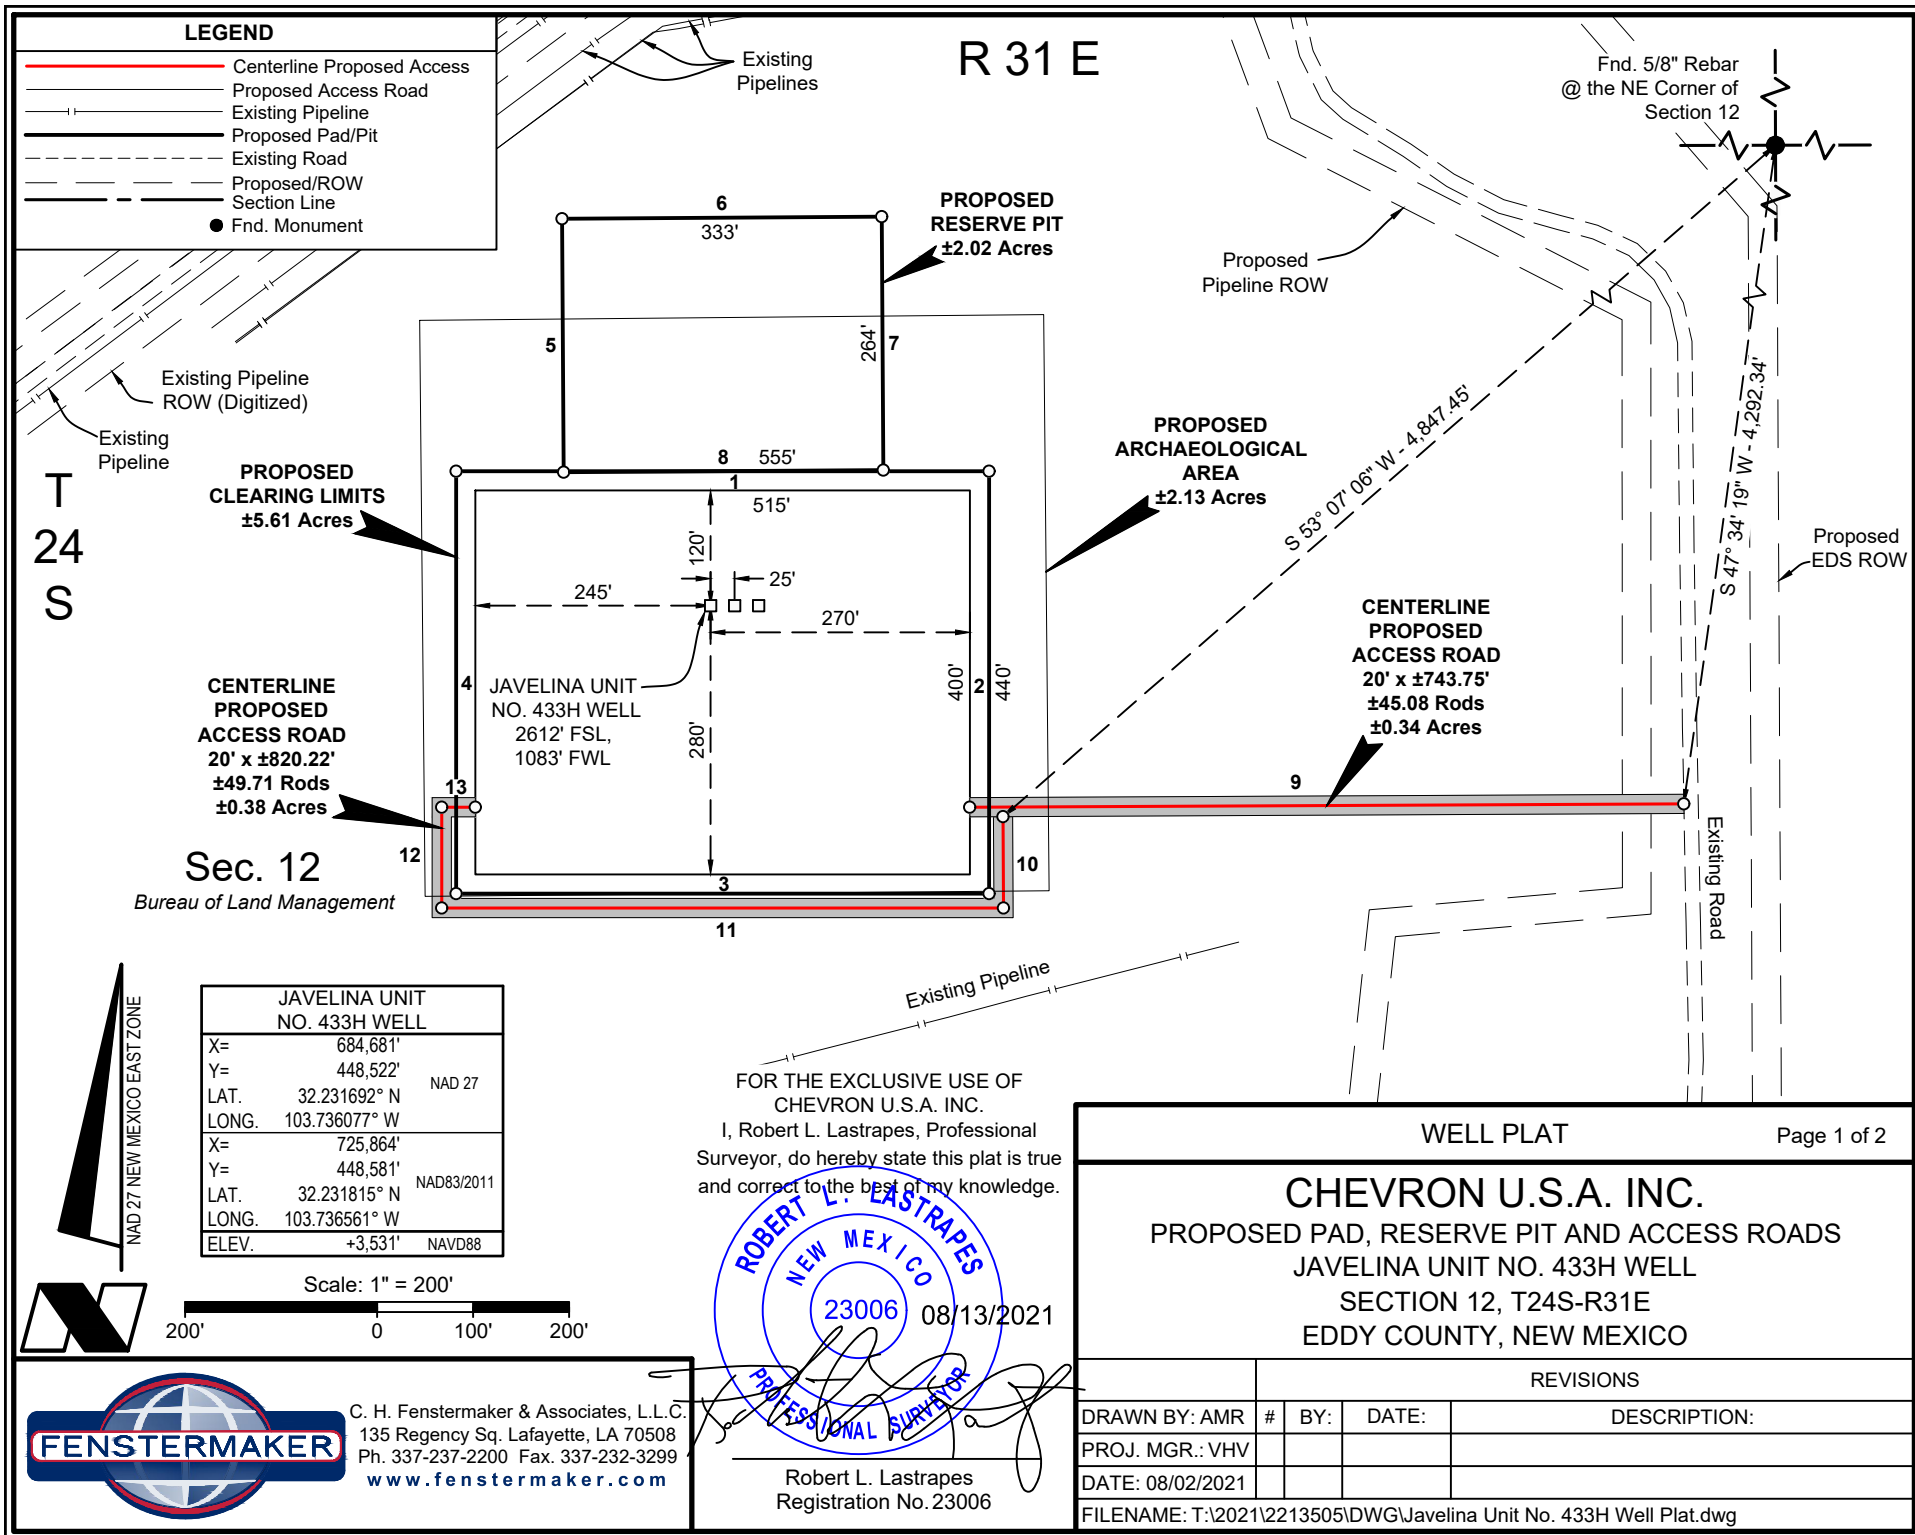 LEGEND
Centerline Proposed Access
Proposed Access Road
Existing Pipeline
Proposed Pad/Pit
Existing Road
Proposed/ROW
Section Line
Fnd. Monument
Existing
Pipelines
R 31 E
Fnd. 5/8" Rebar
@ the NE Corner of
Section 12
PROPOSED
RESERVE PIT
±2.02 Acres
6
333'
5
264'
7
Proposed
Pipeline ROW
Existing Pipeline
ROW (Digitized)
Existing
Pipeline
T
24
S
PROPOSED
CLEARING LIMITS
±5.61 Acres
8 555'
1
515'
PROPOSED
ARCHAEOLOGICAL
AREA
±2.13 Acres
S 53° 07' 06" W - 4,847.45'
S 47° 34' 19" W - 4,292.34'
Proposed
EDS ROW
120'
25'
245'
270'
4
JAVELINA UNIT
NO. 433H WELL
2612' FSL,
1083' FWL
280'
400'
2
440'
CENTERLINE
PROPOSED
ACCESS ROAD
20' x ±743.75'
±45.08 Rods
±0.34 Acres
CENTERLINE
PROPOSED
ACCESS ROAD
20' x ±820.22'
±49.71 Rods
±0.38 Acres
13
9
12
10
3
11
Existing Road
Sec. 12
Bureau of Land Management
Existing Pipeline
NAD 27 NEW MEXICO EAST ZONE
JAVELINA UNIT
NO. 433H WELL
X= 684,681'
Y= 448,522'
NAD 27
LAT. 32.231692° N
LONG. 103.736077° W
X= 725,864'
Y= 448,581'
NAD83/2011
LAT. 32.231815° N
LONG. 103.736561° W
ELEV. +3,531' NAVD88
Scale: 1" = 200'
200' 0 100' 200'
FOR THE EXCLUSIVE USE OF
CHEVRON U.S.A. INC.
I, Robert L. Lastrapes, Professional
Surveyor, do hereby state this plat is true
and correct to the best of my knowledge.
ROBERT L. LASTRAPES
NEW MEXICO
23006
PROFESSIONAL SURVEYOR
08/13/2021
Robert L. Lastrapes
Registration No. 23006
FENSTERMAKER
C. H. Fenstermaker & Associates, L.L.C.
135 Regency Sq. Lafayette, LA 70508
Ph. 337-237-2200 Fax. 337-232-3299
www.fenstermaker.com
WELL PLAT Page 1 of 2
CHEVRON U.S.A. INC.
PROPOSED PAD, RESERVE PIT AND ACCESS ROADS
JAVELINA UNIT NO. 433H WELL
SECTION 12, T24S-R31E
EDDY COUNTY, NEW MEXICO
REVISIONS
DRAWN BY: AMR # BY: DATE: DESCRIPTION:
PROJ. MGR.: VHV
DATE: 08/02/2021
FILENAME: T:\2021\2213505\DWG\Javelina Unit No. 433H Well Plat.dwg